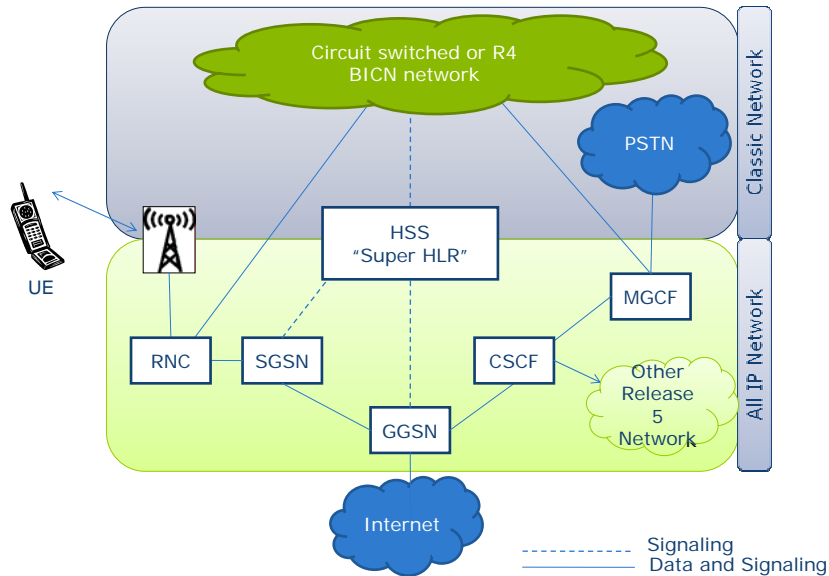 Circuit switched or R4
BICN network
PSTN
Classic Network
HSS
“Super HLR”
UE
MGCF
RNC
SGSN
CSCF
Other
Release
5
Network
All IP Network
GGSN
Internet
Signaling
Data and Signaling